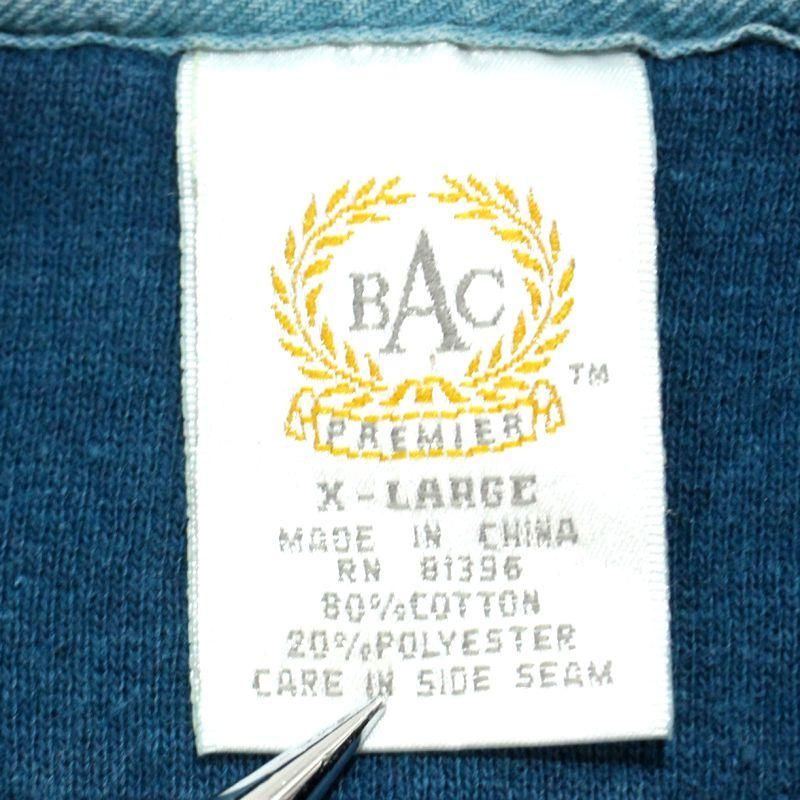 BAC
TM
PREMIER
X-LARGE
MADE IN CHINA
RN 81396
80% COTTON
20% POLYESTER
CARE IN SIDE SEAM